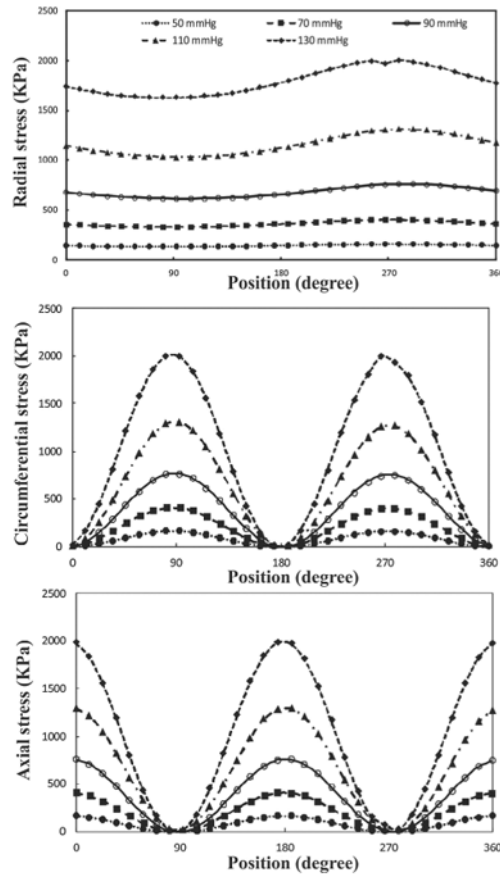 50 mmHg 70 mmHg 90 mmHg
110 mmHg 130 mmHg
Radial stress (KPa)
2500
2000
1500
1000
500
0
0 90 180 270 360
Position (degree)
Circumferential stress (KPa)
2500
2000
1500
1000
500
0
0 90 180 270 360
Position (degree)
Axial stress (KPa)
2500
2000
1500
1000
500
0
0 90 180 270 360
Position (degree)